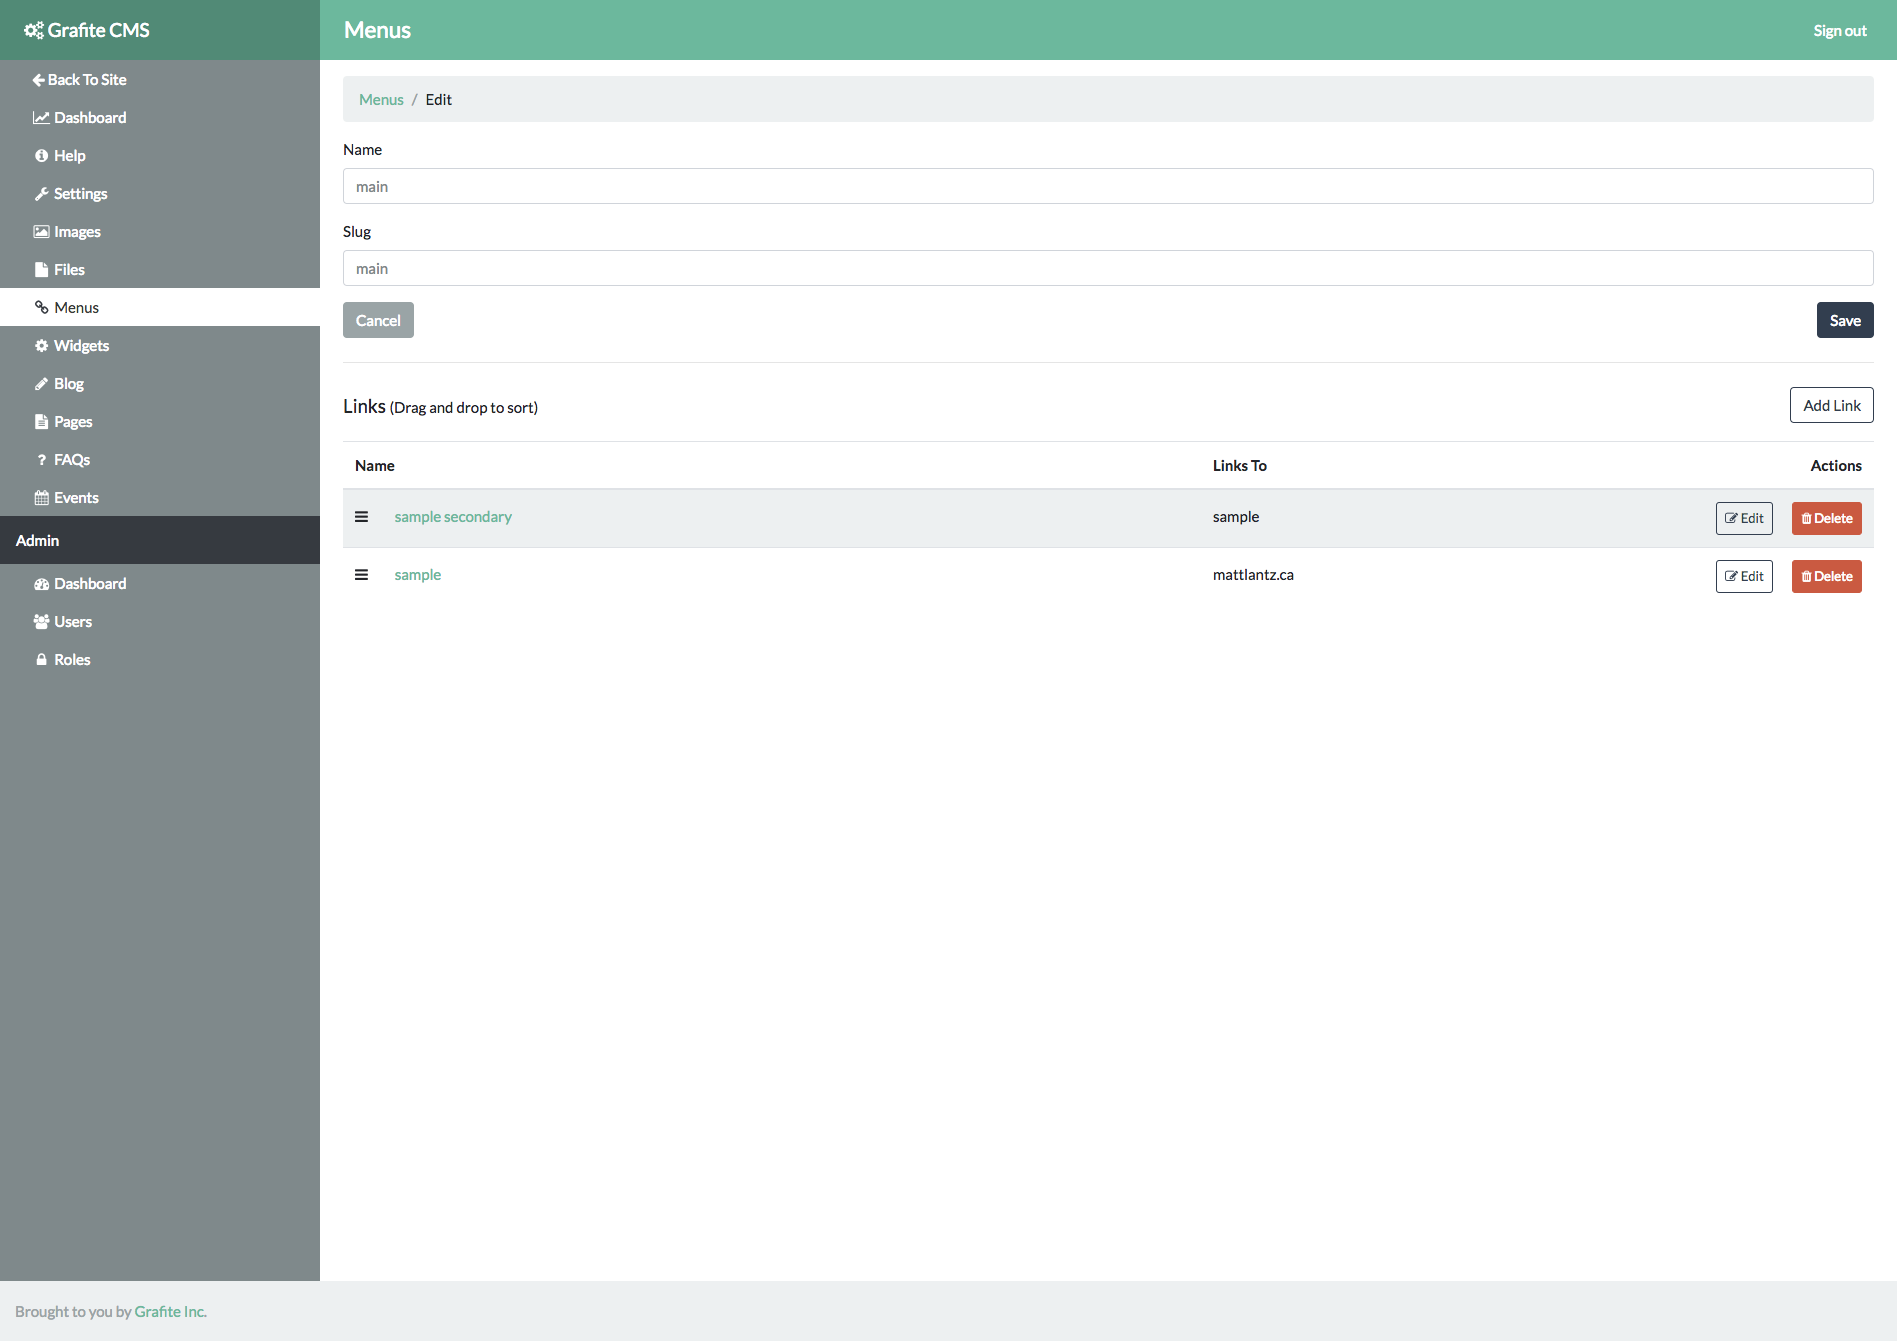 Grafite CMS
Menus
Sign out
Back To Site
Dashboard
Help
Settings
Images
Files
Menus
Widgets
Blog
Pages
FAQs
Events
Admin
Dashboard
Users
Roles
Menus / Edit
Name
main
Slug
main
Cancel
Save
Links (Drag and drop to sort)
Add Link
Name Links To Actions
sample secondary sample Edit Delete
sample mattlantz.ca Edit Delete
Brought to you by Grafite Inc.